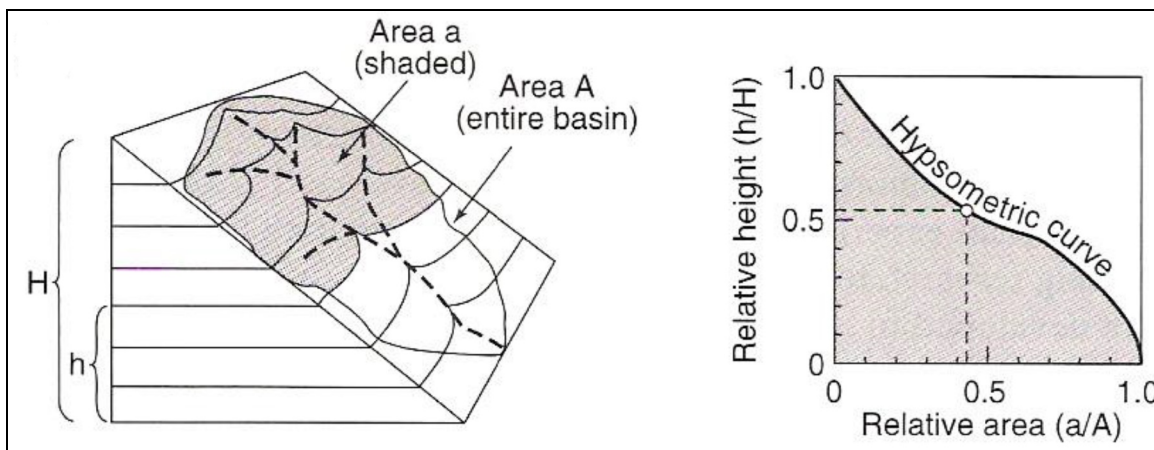 Area a
(shaded)
Area A
(entire basin)
H
h
Relative height (h/H)
1.0
0.5
0
Hypsometric curve
0
0.5
1.0
Relative area (a/A)